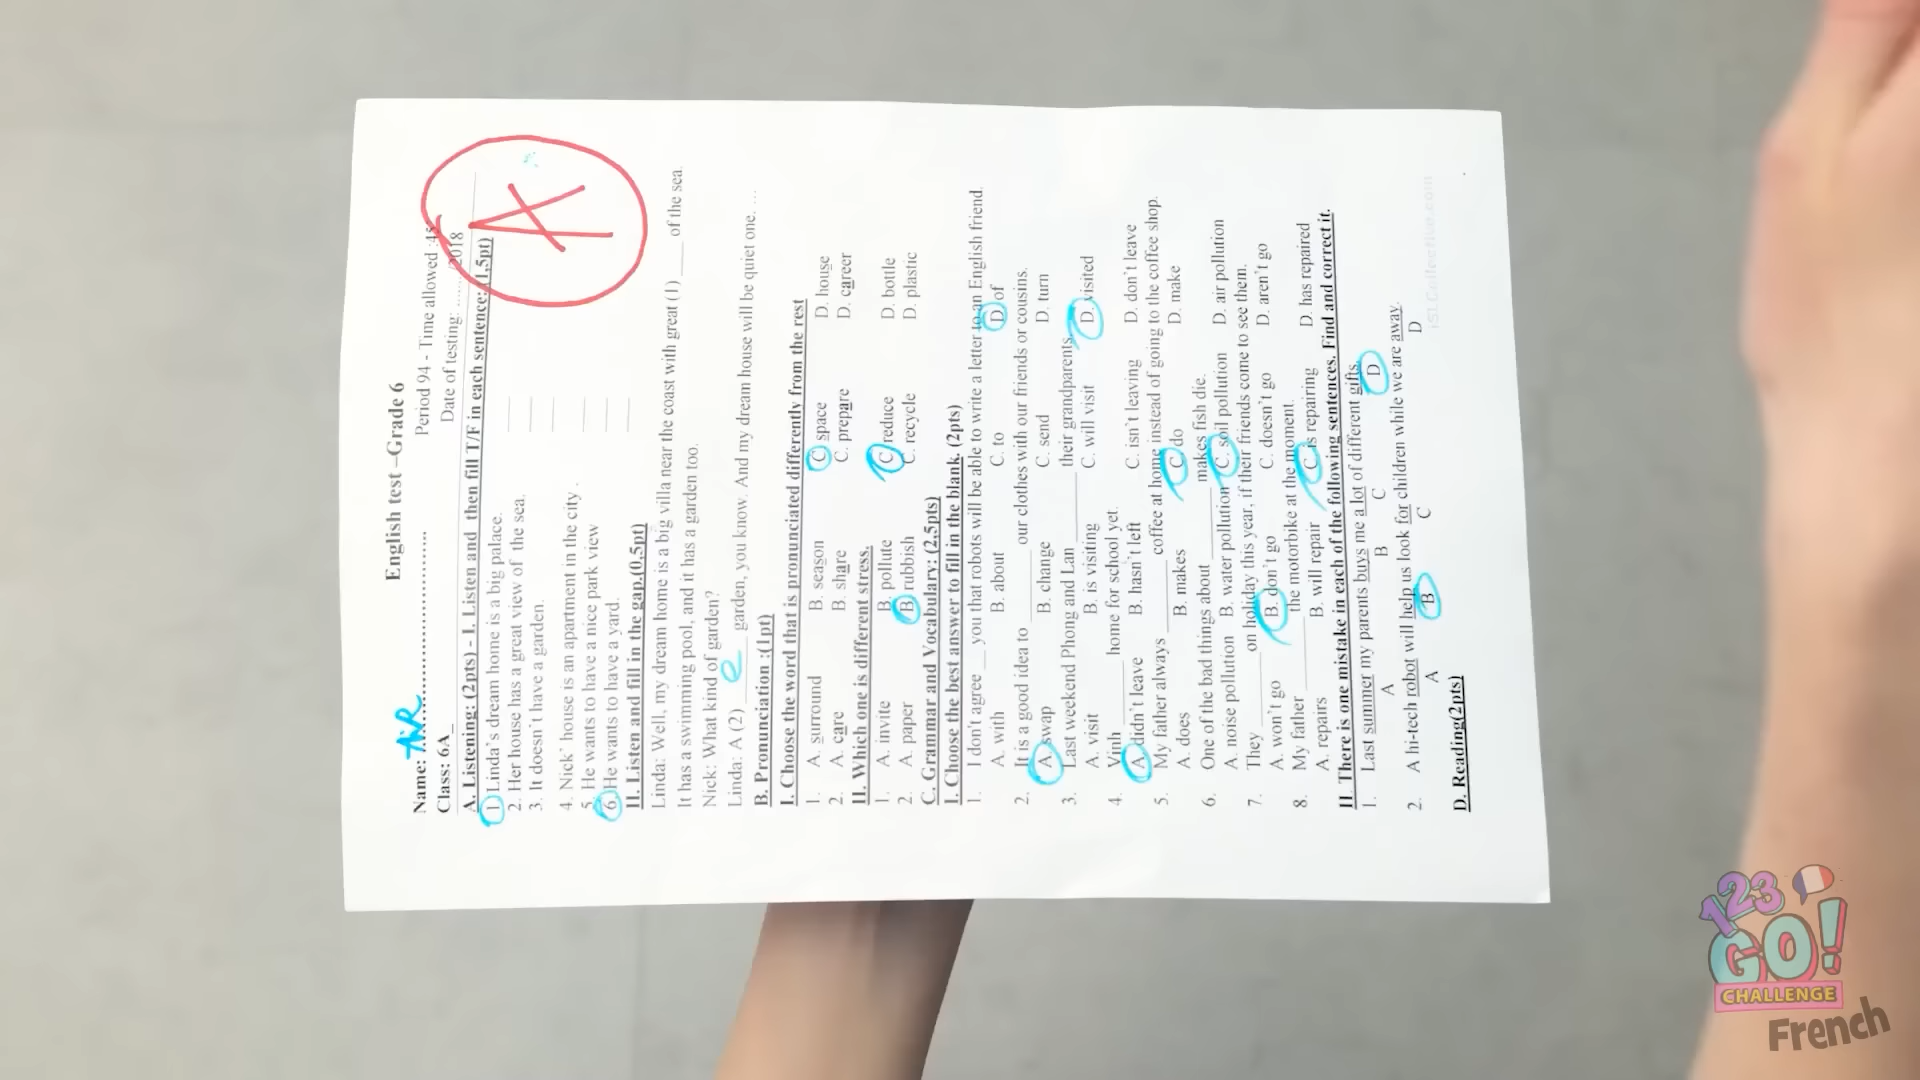 English test –Grade 6
Name: AiR
Period 94 - Time allowed :45'
Class: 6A_
Date of testing: ......./2018
A
A. Listening: (2pts) - I. Listen and then fill T/F in each sentence: (1,5pt)
1. Linda's dream home is a big palace.
2. Her house has a great view of the sea.
3. It doesn't have a garden.
4. Nick' house is an apartment in the city .
5. He wants to have a nice park view
6. He wants to have a yard.
II. Listen and fill in the gap.(0,5pt)
Linda: Well, my dream home is a big villa near the coast with great (1) ____ of the sea.
It has a swimming pool, and it has a garden too.
Nick: What kind of garden?
Linda: A (2) __e__ garden, you know. And my dream house will be quiet one. …
B. Pronunciation :(1pt)
I. Choose the word that is pronunciated differently from the rest
1. A. surround B. season C. space D. house
2. A. care B. share C. prepare D. career
II. Which one is different stress.
1. A. invite B. pollute C. reduce D. bottle
2. A. paper B. rubbish C. recycle D. plastic
C. Grammar and Vocabulary: (2,5pts)
I. Choose the best answer to fill in the blank. (2pts)
1. I don't agree __ you that robots will be able to write a letter to an English friend.
A. with B. about C. to D. of
2. It is a good idea to ______ our clothes with our friends or cousins.
A. swap B. change C. send D. turn
3. Last weekend Phong and Lan ______ their grandparents.
A. visit B. is visiting C. will visit D. visited
4. Vinh _____ home for school yet.
A. didn't leave B. hasn't left C. isn't leaving D. don't leave
5. My father always ______ coffee at home instead of going to the coffee shop.
A. does B. makes C. do D. make
6. One of the bad things about ______ makes fish die.
A. noise pollution B. water pollution C. soil pollution D. air pollution
7. They ______ on holiday this year, if their friends come to see them.
A. won't go B. don't go C. doesn't go D. aren't go
8. My father ______ the motorbike at the moment.
A. repairs B. will repair C. is repairing D. has repaired
II. There is one mistake in each of the following sentences. Find and correct it.
1. Last summer my parents buys me a lot of different gifts.
A B C D
2. A hi-tech robot will help us look for children while we are away.
A B C D
D. Reading(2pts)
iSLCollective.com
123
GO!
CHALLENGE
French